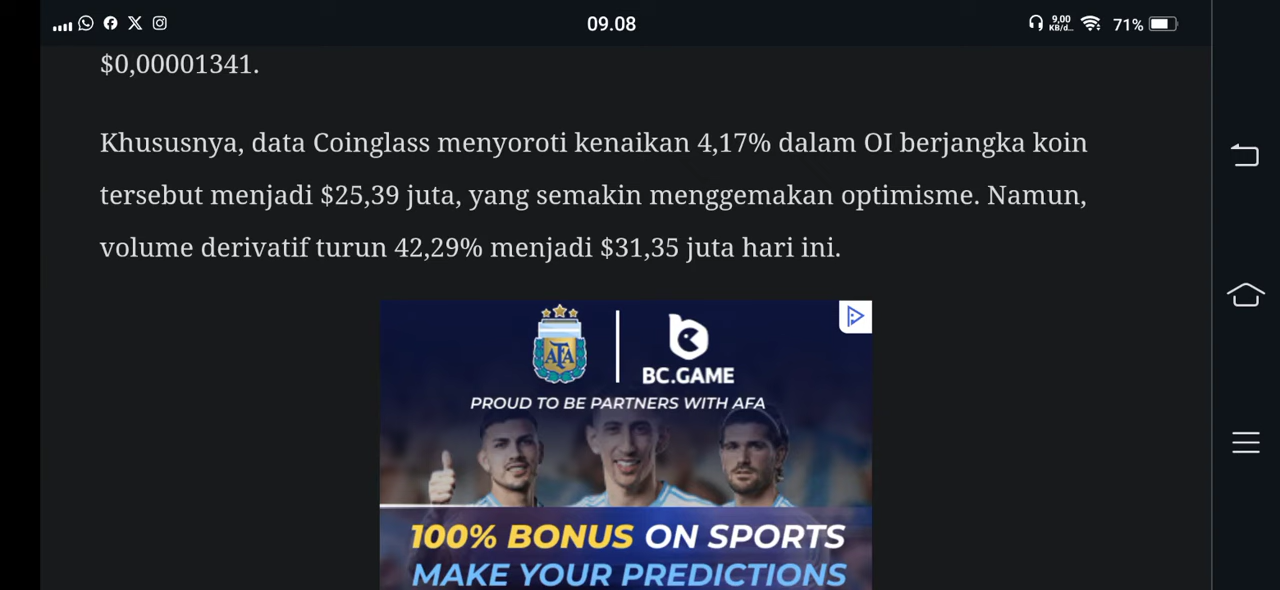 09.08
9,00
KB/d...
71%
$0,00001341.
Khususnya, data Coinglass menyoroti kenaikan 4,17% dalam OI berjangka koin
tersebut menjadi $25,39 juta, yang semakin menggemakan optimisme. Namun,
volume derivatif turun 42,29% menjadi $31,35 juta hari ini.
AFA
BC.GAME
PROUD TO BE PARTNERS WITH AFA
100% BONUS ON SPORTS
MAKE YOUR PREDICTIONS